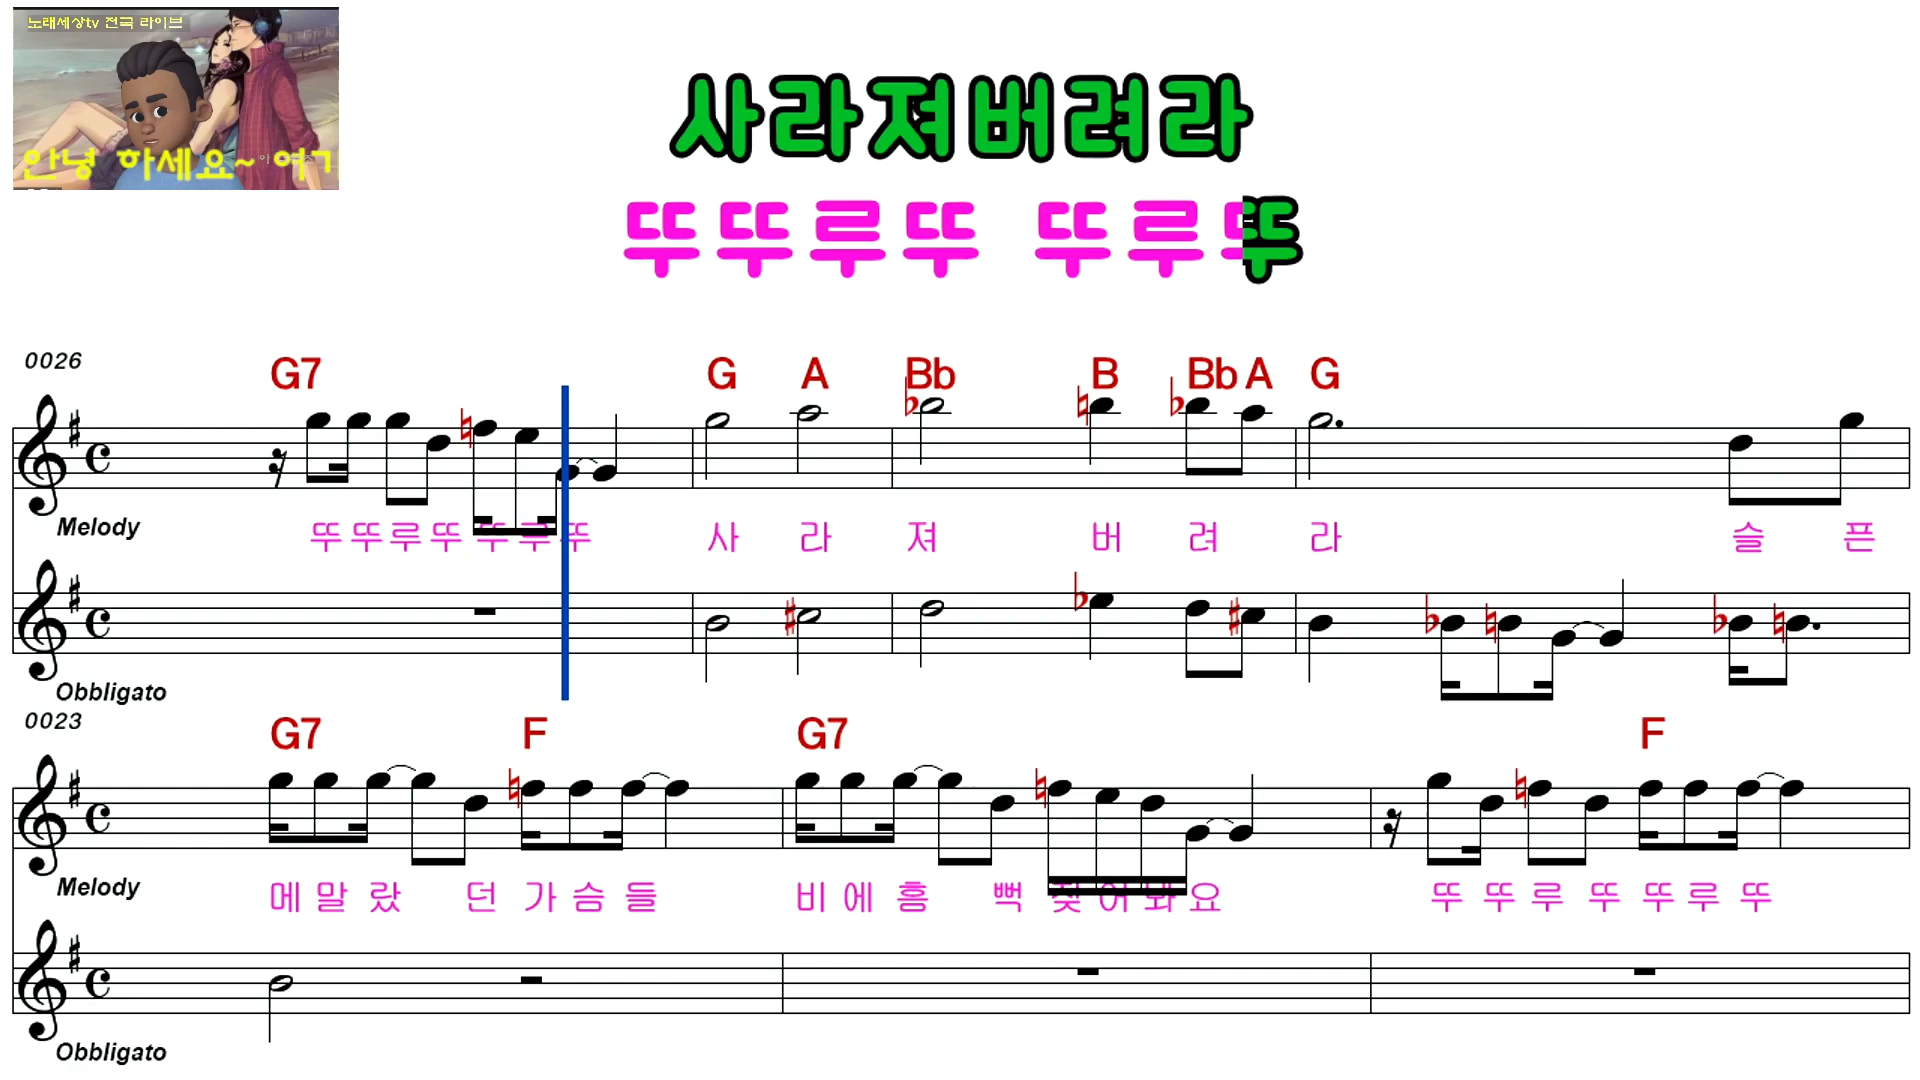 노래세상tv 전국 라이브
안녕 하세요~ 여기
사라져버려라
뚜뚜루뚜 뚜루뚜
0026
G7 G A Bb B Bb A G
Melody
뚜 뚜 루 뚜 뚜 루 뚜 사 라 져 버 려 라 슬 픈
Obbligato
0023
G7 F G7 F
Melody
메 말 랐 던 가 슴 들 비 에 흠 뻑 젖 어 봐 요 뚜 뚜 루 뚜 뚜 루 뚜
Obbligato